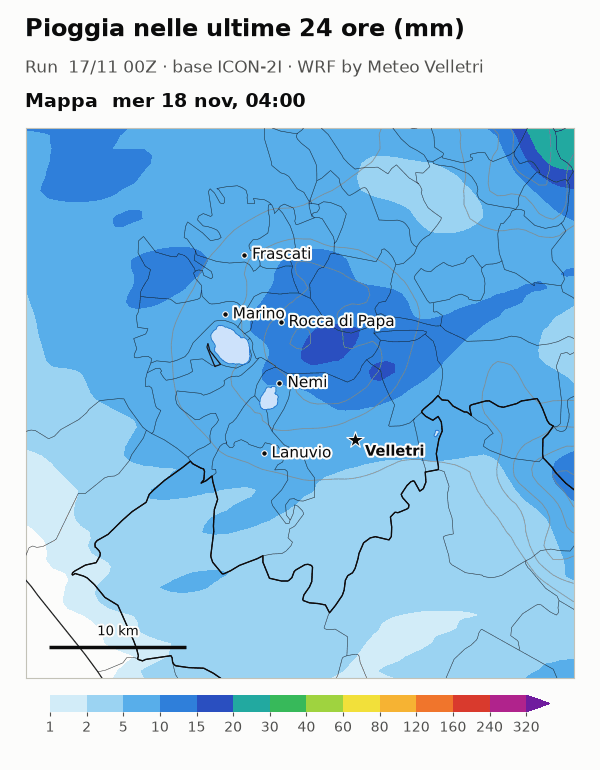 Pioggia nelle ultime 24 ore (mm)
Run  17/11 00Z · base ICON-2I · WRF by Meteo Velletri
Mappa  mer 18 nov, 04:00
Frascati
Marino
Rocca di Papa
Nemi
Velletri
Lanuvio
10 km
1 2 5 10 15 20 30 40 60 80 120 160 240 320